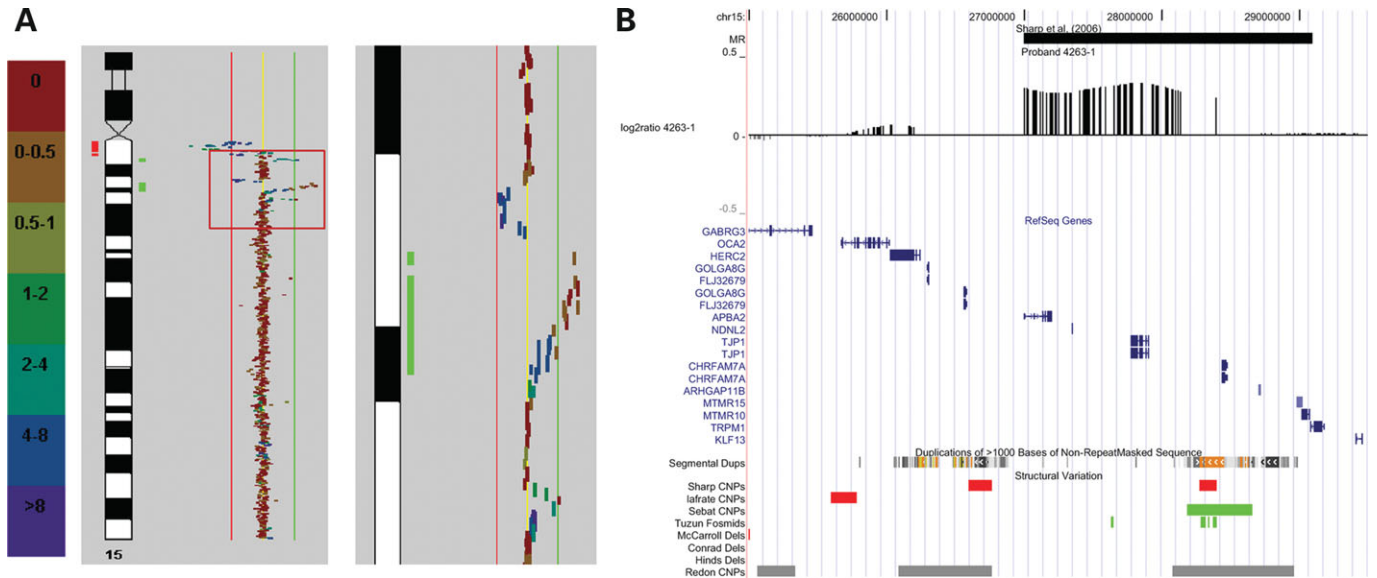 A
0
0-0.5
0.5-1
1-2
2-4
4-8
>8
15
B
chr15: 26000000 27000000 28000000 29000000
Sharp et al. (2006)
MR
0.5
Proband 4263-1
log2ratio 4263-1
0
-0.5
RefSeq Genes
GABRG3
OCA2
HERC2
GOLGA8G
FLJ32679
GOLGA8G
FLJ32679
APBA2
NDNL2
TJP1
TJP1
CHRFAM7A
CHRFAM7A
ARHGAP11B
MTMR15
MTMR10
TRPM1
KLF13
Duplications of >1000 Bases of Non-RepeatMasked Sequence
Segmental Dups
Structural Variation
Sharp CNPs
Iafrate CNPs
Sebat CNPs
Tuzun Fosmids
McCarroll Dels
Conrad Dels
Hinds Dels
Redon CNPs